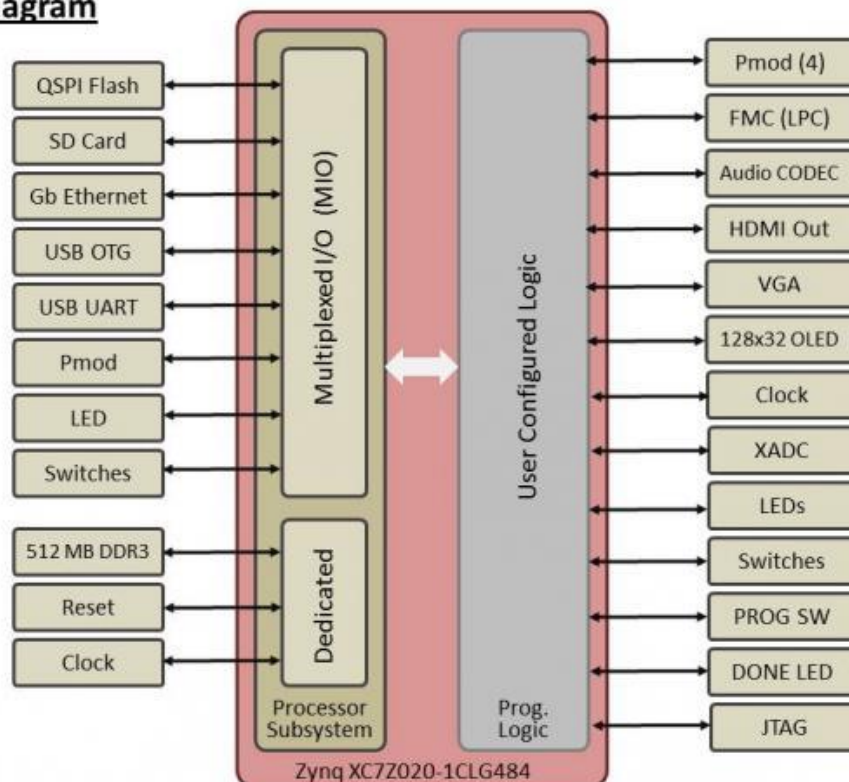 agram
QSPI Flash
SD Card
Gb Ethernet
USB OTG
USB UART
Pmod
LED
Switches
512 MB DDR3
Reset
Clock
Multiplexed I/O (MIO)
Dedicated
Processor
Subsystem
User Configured Logic
Prog.
Logic
Zynq XC7Z020-1CLG484
Pmod (4)
FMC (LPC)
Audio CODEC
HDMI Out
VGA
128x32 OLED
Clock
XADC
LEDs
Switches
PROG SW
DONE LED
JTAG